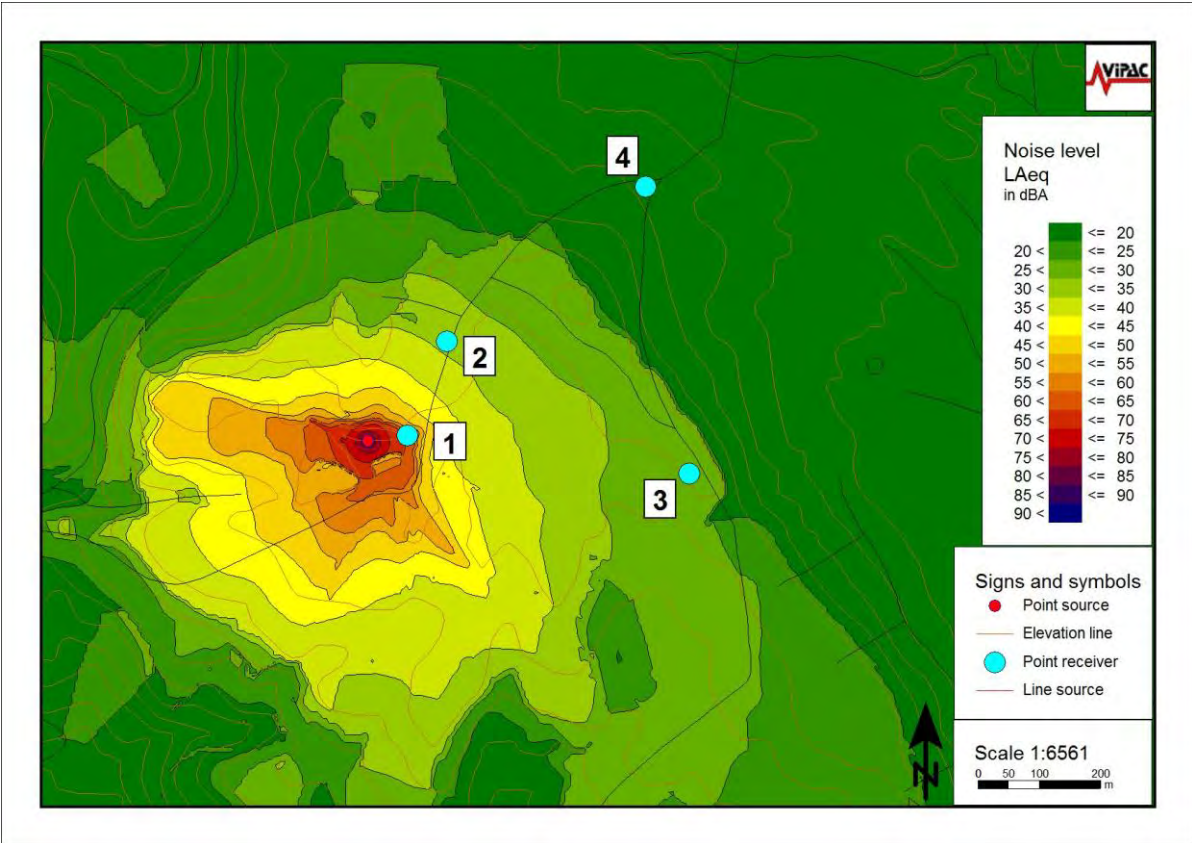 VIPAC
4
2
1
3
Noise level
LAeq
in dBA
<= 20
20 < <= 25
25 < <= 30
30 < <= 35
35 < <= 40
40 < <= 45
45 < <= 50
50 < <= 55
55 < <= 60
60 < <= 65
65 < <= 70
70 < <= 75
75 < <= 80
80 < <= 85
85 < <= 90
90 <
Signs and symbols
Point source
Elevation line
Point receiver
Line source
N
Scale 1:6561
0 50 100 200
m